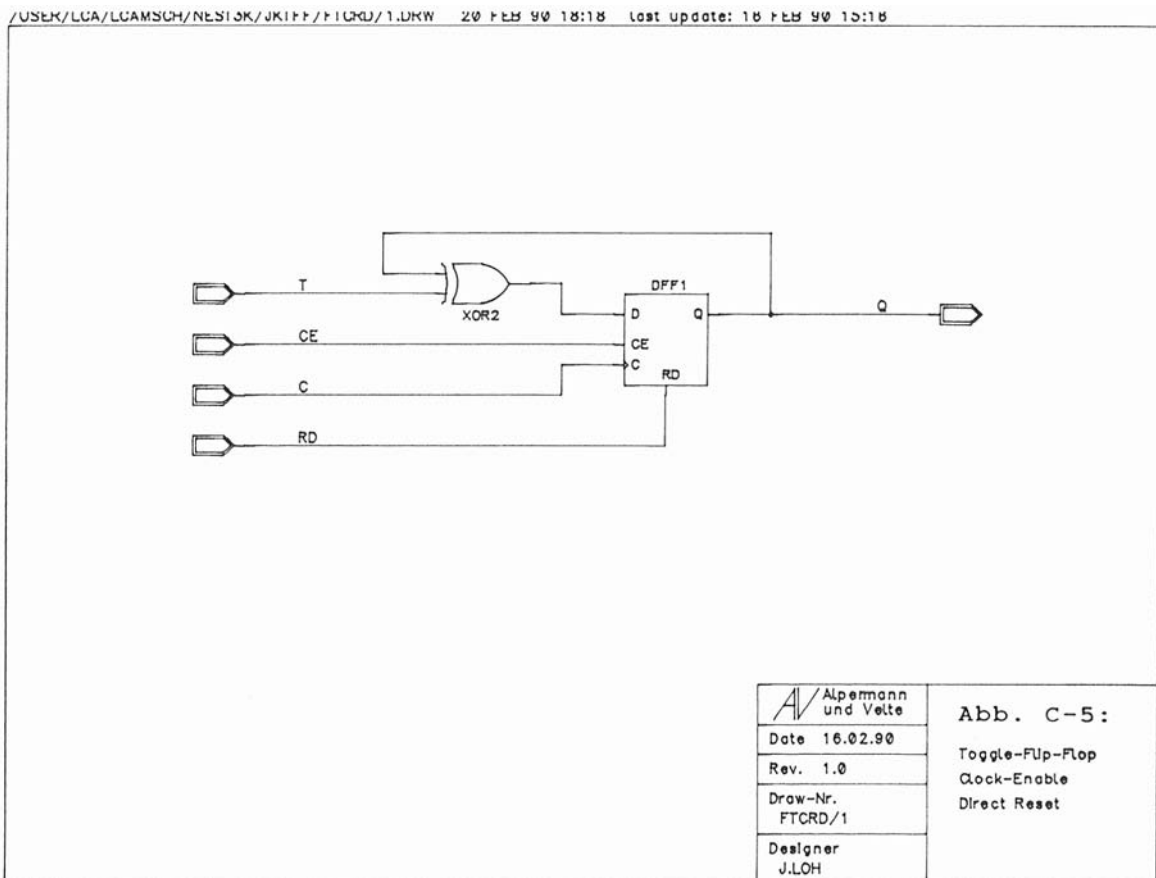 /USER/LCA/LCAMSCH/NEST3K/JKTFF/FTCRD/1.DRW 20 FEB 90 18:18 last update: 16 FEB 90 15:18
T
XOR2
DFF1
D Q
Q
CE
CE
C
C
RD
RD
AV Alpermann
und Velte
Date 16.02.90
Rev. 1.0
Draw-Nr.
FTCRD/1
Designer
J.LOH
Abb. C-5:
Toggle-Flip-Flop
Clock-Enable
Direct Reset